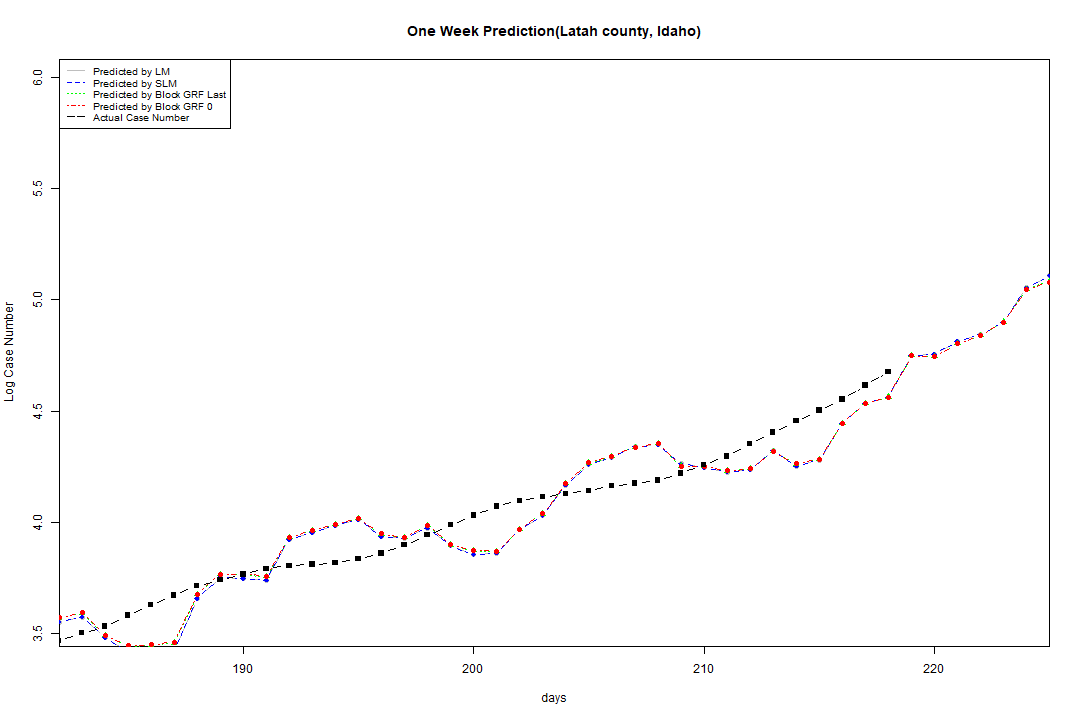 One Week Prediction(Latah county, Idaho)
Predicted by LM
Predicted by SLM
Predicted by Block GRF Last
Predicted by Block GRF 0
Actual Case Number
6.0
5.5
5.0
4.5
4.0
3.5
Log Case Number
190 200 210 220
days